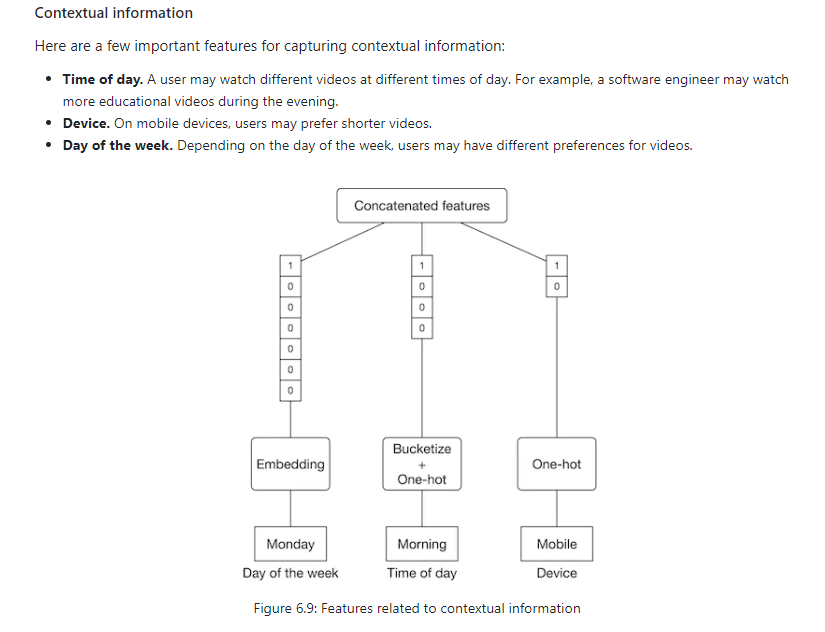 Contextual information
Here are a few important features for capturing contextual information:
• Time of day. A user may watch different videos at different times of day. For example, a software engineer may watch
more educational videos during the evening.
• Device. On mobile devices, users may prefer shorter videos.
• Day of the week. Depending on the day of the week, users may have different preferences for videos.
Concatenated features
1 1 1
0 0 0
0 0
0 0
0
0
0
Embedding
Bucketize
+
One-hot
One-hot
Monday
Morning
Mobile
Day of the week
Time of day
Device
Figure 6.9: Features related to contextual information